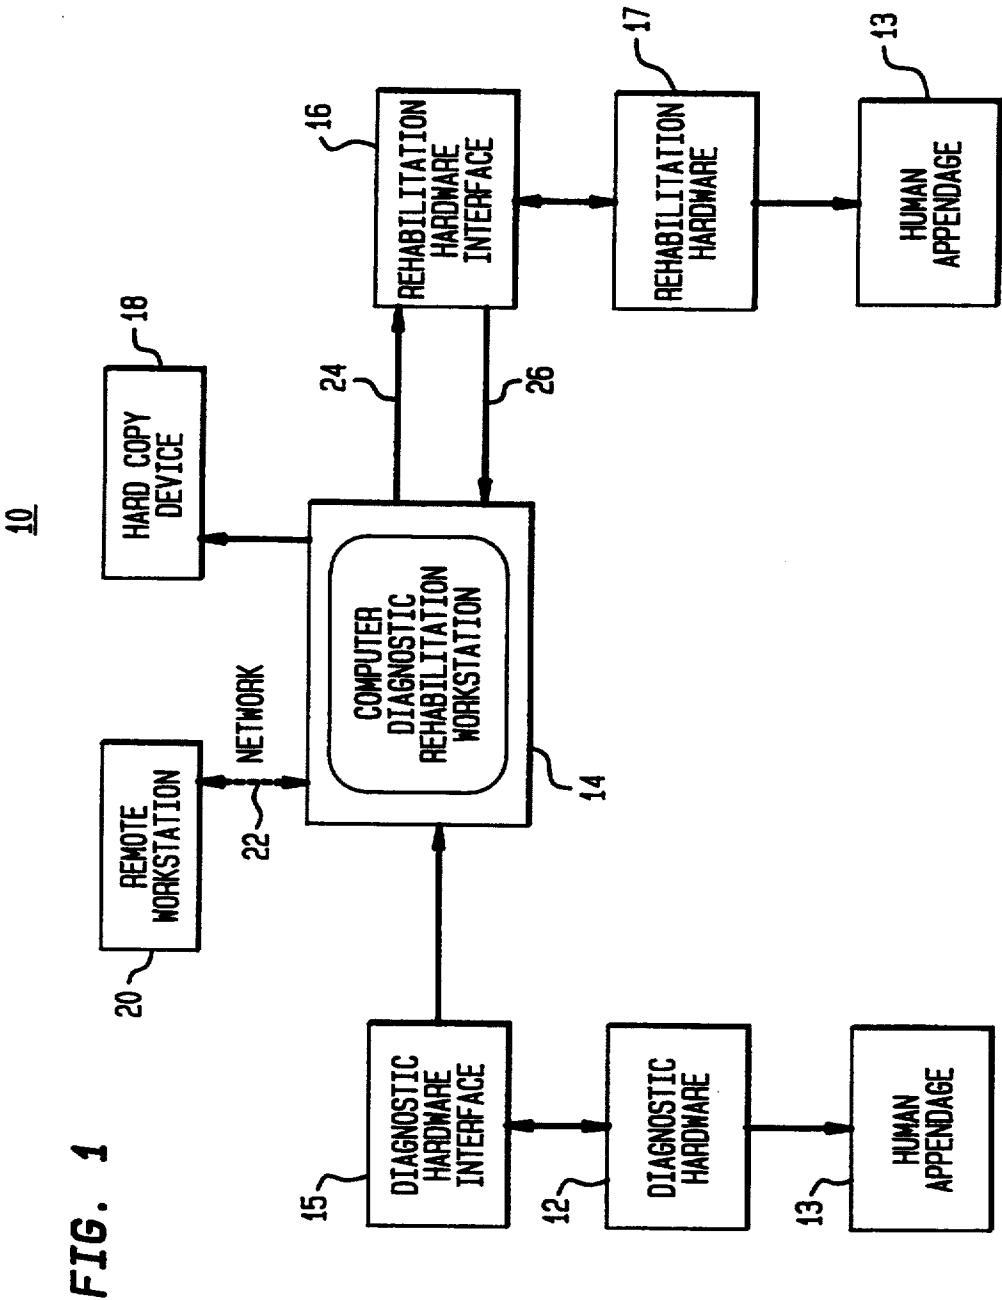 FIG. 1
10
20
REMOTE
WORKSTATION
22
NETWORK
18
HARD COPY
DEVICE
15
DIAGNOSTIC
HARDWARE
INTERFACE
14
COMPUTER
DIAGNOSTIC
REHABILITATION
WORKSTATION
24
26
16
REHABILITATION
HARDWARE
INTERFACE
12
DIAGNOSTIC
HARDWARE
17
REHABILITATION
HARDWARE
13
HUMAN
APPENDAGE
13
HUMAN
APPENDAGE